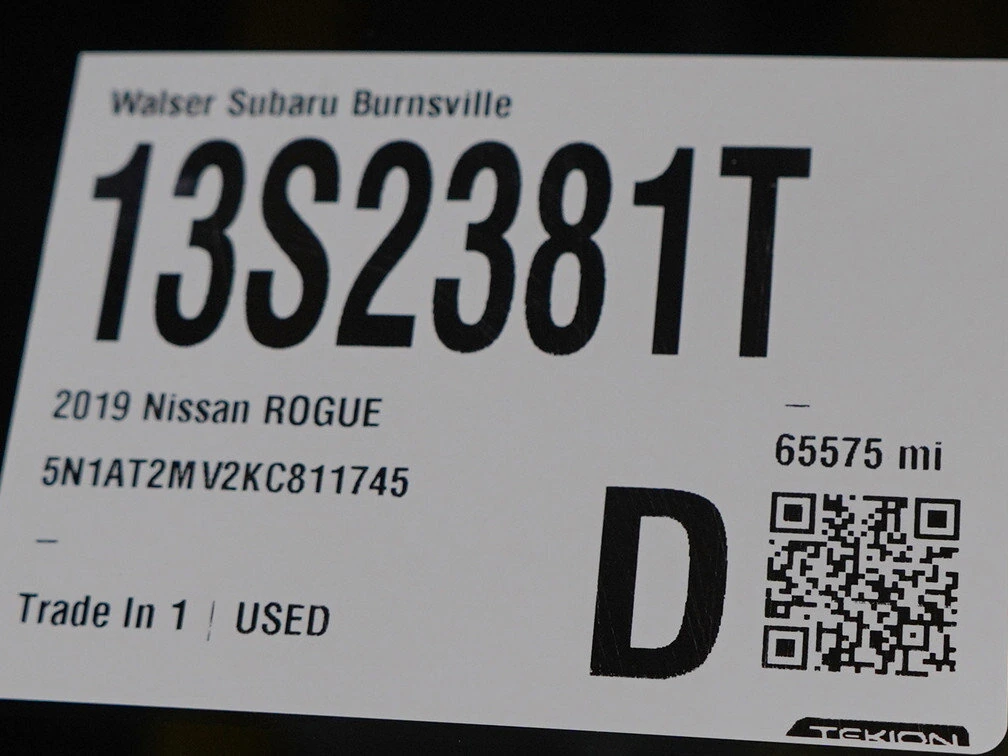 Walser Subaru Burnsville
13S2381T
2019 Nissan ROGUE
5N1AT2MV2KC811745
–
–
65575 mi
D
Trade In 1 | USED
TEKION